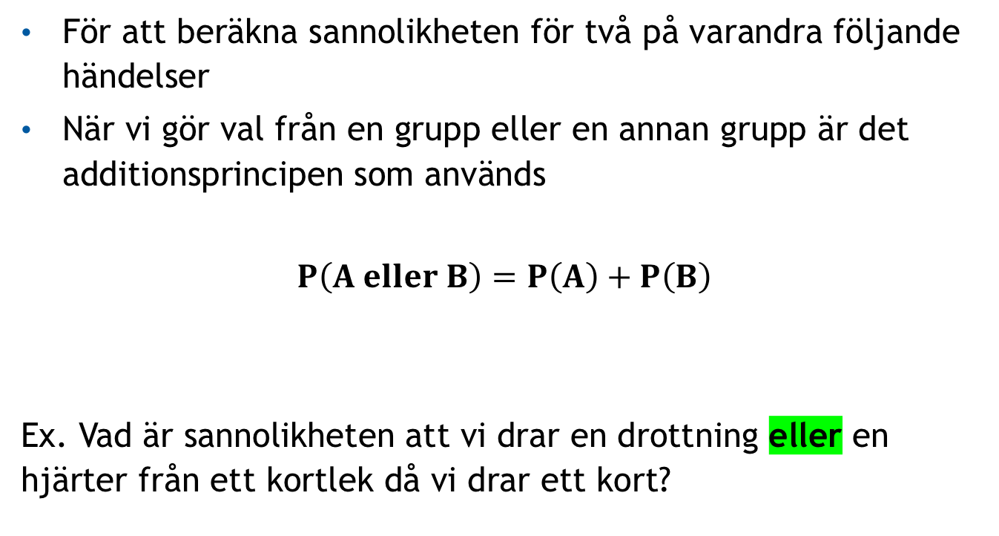 • För att beräkna sannolikheten för två på varandra följande
händelser
• När vi gör val från en grupp eller en annan grupp är det
additionsprincipen som används
P(A eller B) = P(A) + P(B)
Ex. Vad är sannolikheten att vi drar en drottning eller en
hjärter från ett kortlek då vi drar ett kort?